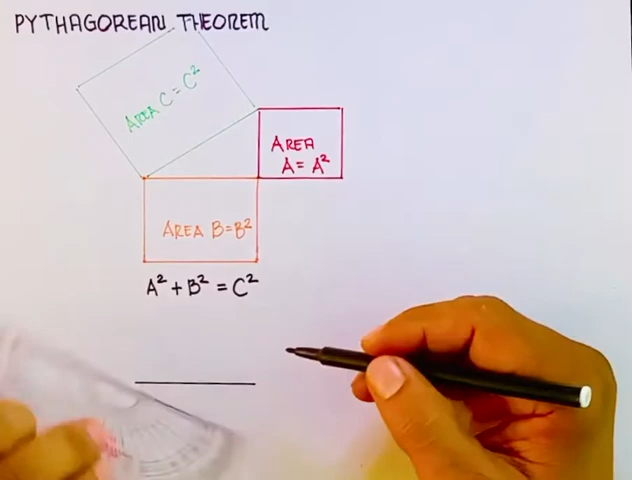 PYTHAGOREAN THEOREM
AREA C = C²
AREA
A = A²
AREA B = B²
A² + B² = C²